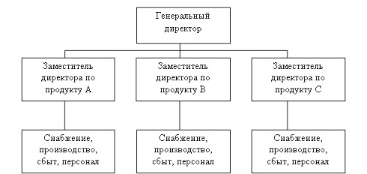 Генеральный
директор
Заместитель
директора по
продукту А
Заместитель
директора по
продукту В
Заместитель
директора по
продукту С
Снабжение,
производство,
сбыт, персонал
Снабжение,
производство,
сбыт, персонал
Снабжение,
производство,
сбыт, персонал